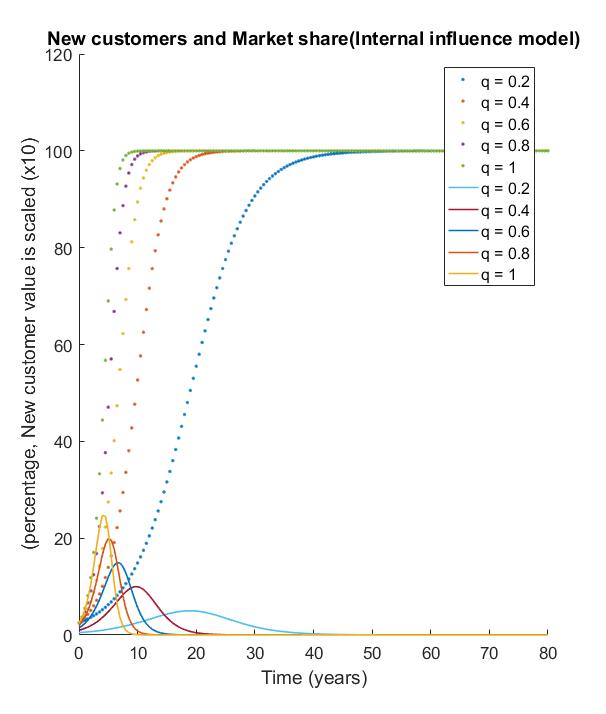 New customers and Market share(Internal influence model)
120
100
80
60
40
20
0
(percentage, New customer value is scaled (x10)
q = 0.2
q = 0.4
q = 0.6
q = 0.8
q = 1
q = 0.2
q = 0.4
q = 0.6
q = 0.8
q = 1
0 10 20 30 40 50 60 70 80
Time (years)